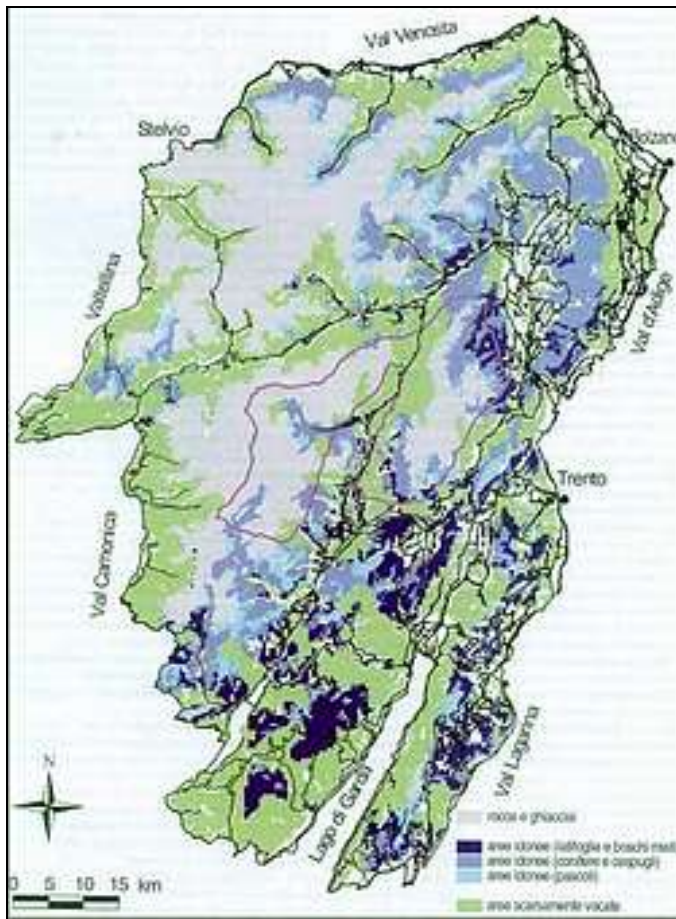 Val Venosta
Stelvio
Bolzano
Valtellina
Val d'Adige
Trento
Val Camonica
Val Lagarina
Lago di Garda
N
rocce e ghiacciai
aree idonee (latifoglie e boschi misti)
aree idonee (conifere e cespugli)
aree idonee (pascoli)
aree scarsamente vocate
0 5 10 15 km